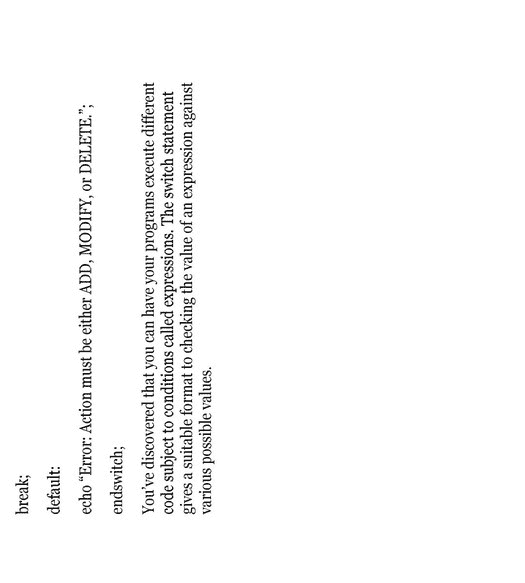 break;
default:
echo “Error: Action must be either ADD, MODIFY, or DELETE.”;
endswitch;
You’ve discovered that you can have your programs execute different
code subject to conditions called expressions. The switch statement
gives a suitable format to checking the value of an expression against
various possible values.